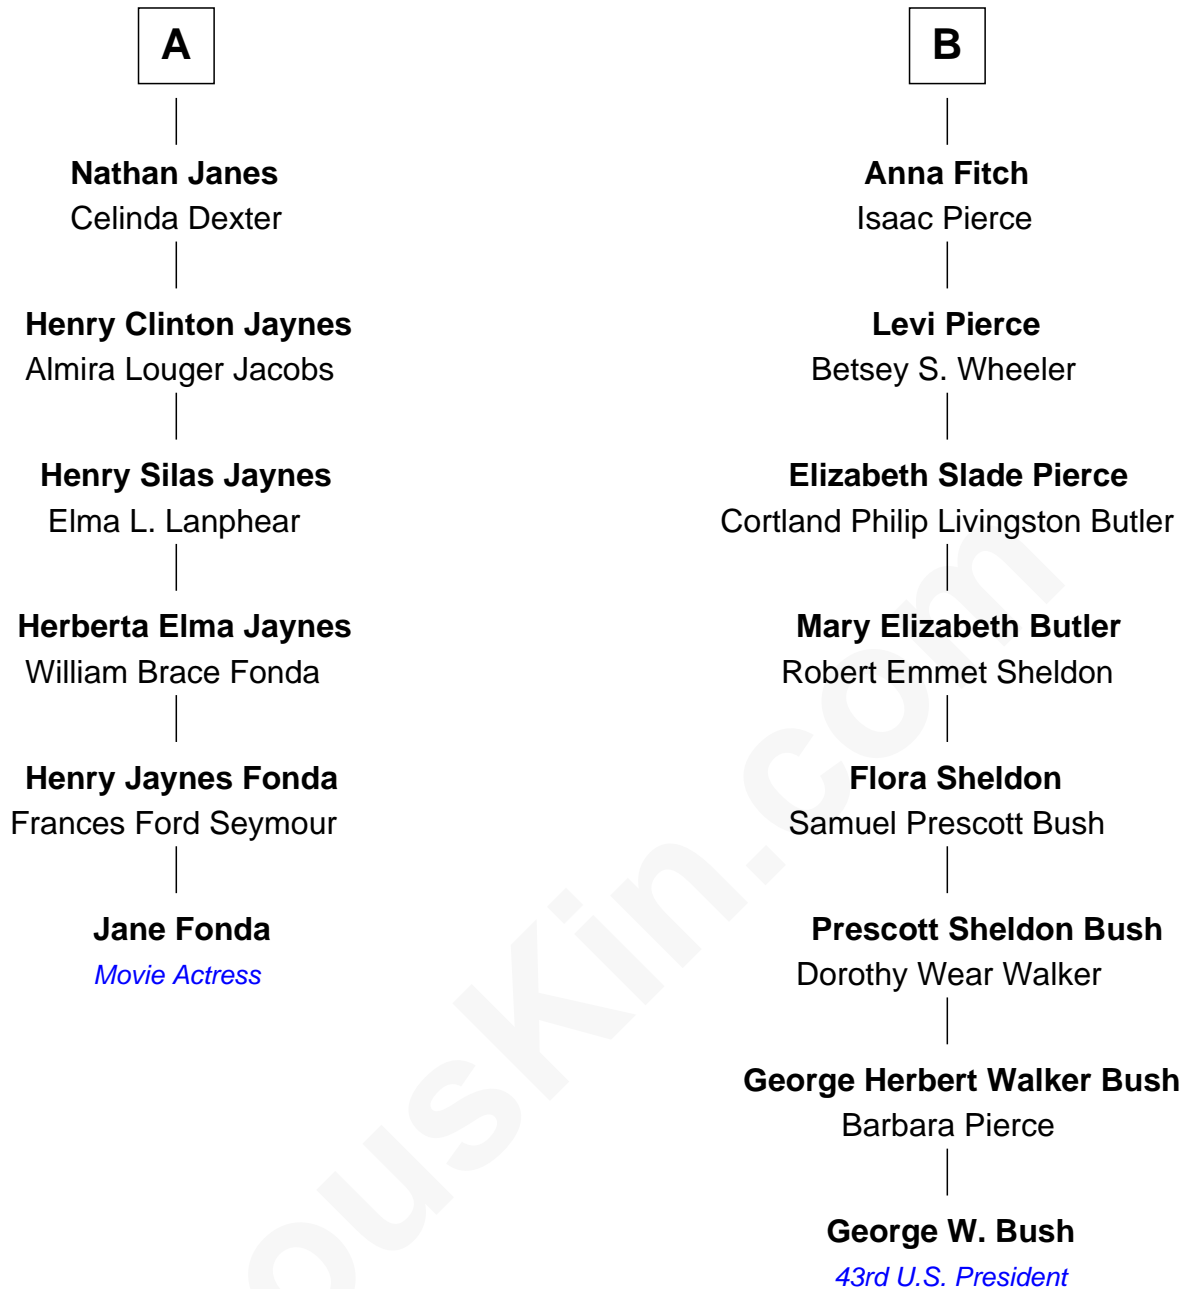 A
Nathan Janes
Celinda Dexter
Henry Clinton Jaynes
Almira Louger Jacobs
Henry Silas Jaynes
Elma L. Lanphear
Herberta Elma Jaynes
William Brace Fonda
Henry Jaynes Fonda
Frances Ford Seymour
Jane Fonda
Movie Actress
B
Anna Fitch
Isaac Pierce
Levi Pierce
Betsey S. Wheeler
Elizabeth Slade Pierce
Cortland Philip Livingston Butler
Mary Elizabeth Butler
Robert Emmet Sheldon
Flora Sheldon
Samuel Prescott Bush
Prescott Sheldon Bush
Dorothy Wear Walker
George Herbert Walker Bush
Barbara Pierce
George W. Bush
43rd U.S. President
ousKin.com